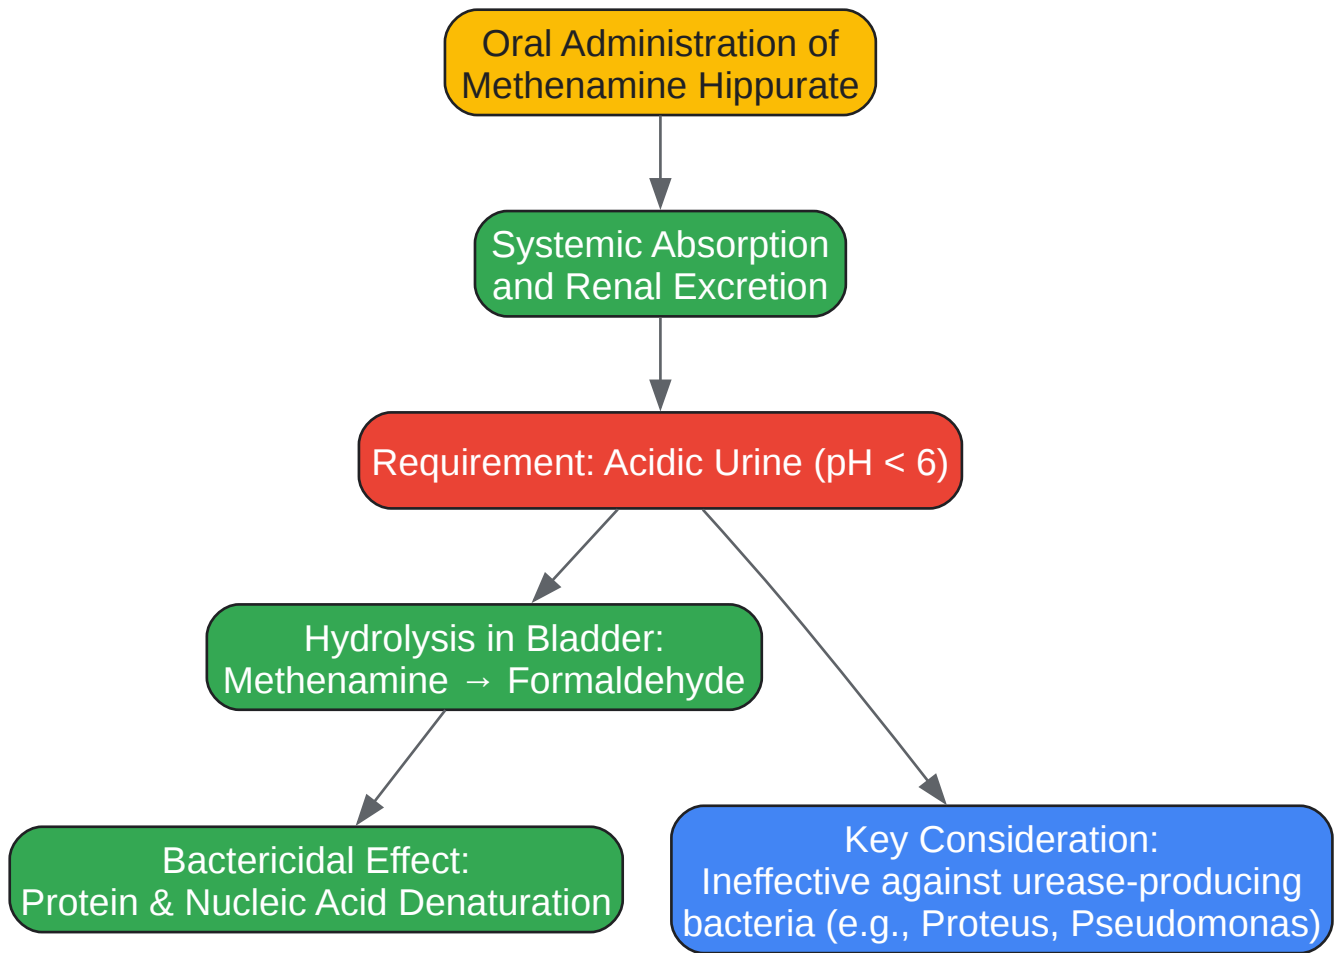 Oral Administration of
Methenamine Hippurate
Systemic Absorption
and Renal Excretion
Requirement: Acidic Urine (pH < 6)
Hydrolysis in Bladder:
Methenamine → Formaldehyde
Bactericidal Effect:
Protein & Nucleic Acid Denaturation
Key Consideration:
Ineffective against urease-producing
bacteria (e.g., Proteus, Pseudomonas)